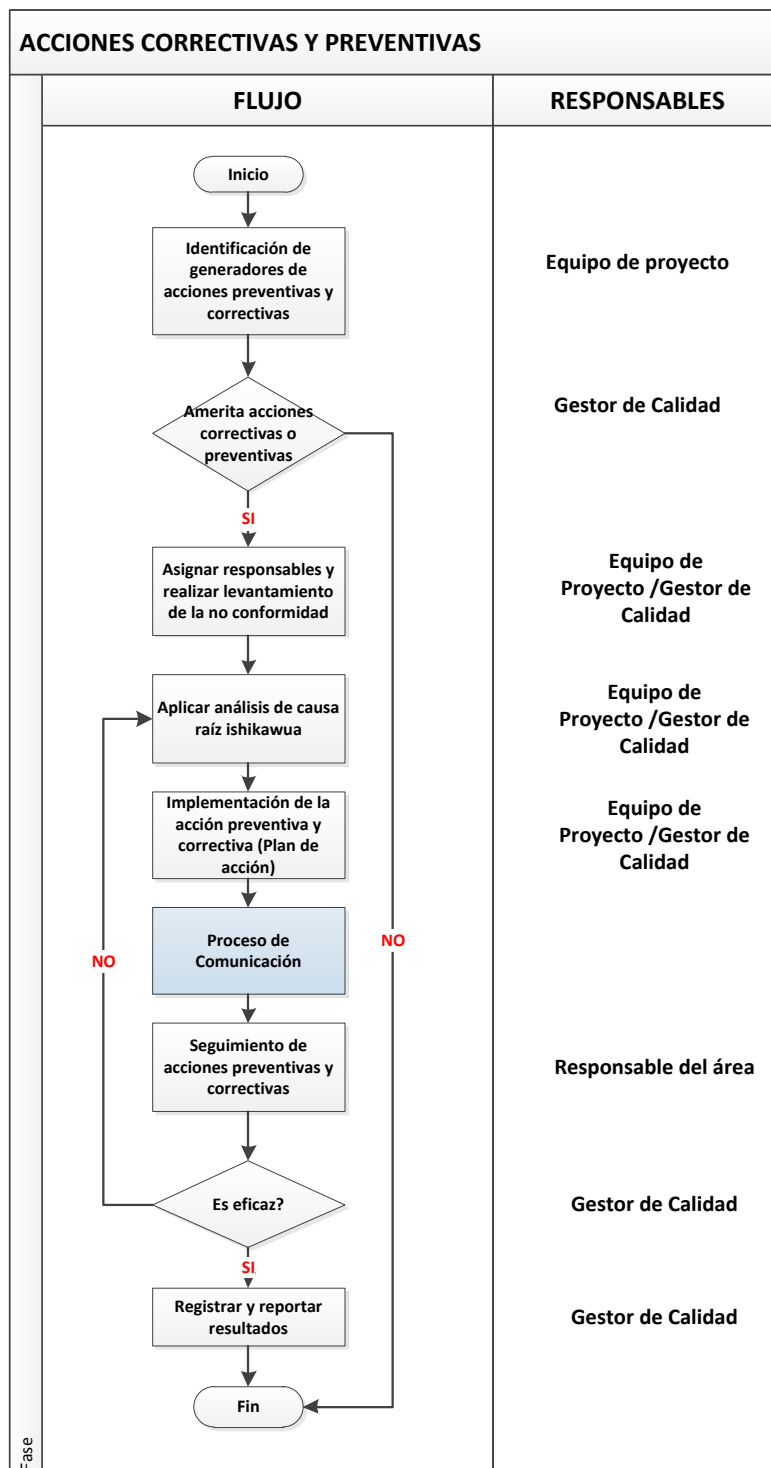 ACCIONES CORRECTIVAS Y PREVENTIVAS
FLUJO
RESPONSABLES
Inicio
Identificación de
generadores de
acciones preventivas y
correctivas
Equipo de proyecto
Amerita acciones
correctivas o
preventivas
Gestor de Calidad
SI
Asignar responsables y
realizar levantamiento
de la no conformidad
Equipo de
Proyecto /Gestor de
Calidad
Aplicar análisis de causa
raíz ishikawua
Equipo de
Proyecto /Gestor de
Calidad
Implementación de la
acción preventiva y
correctiva (Plan de
acción)
Equipo de
Proyecto /Gestor de
Calidad
Proceso de
Comunicación
NO
NO
Seguimiento de
acciones preventivas y
correctivas
Responsable del área
Es eficaz?
Gestor de Calidad
SI
Registrar y reportar
resultados
Gestor de Calidad
Fin
Fase